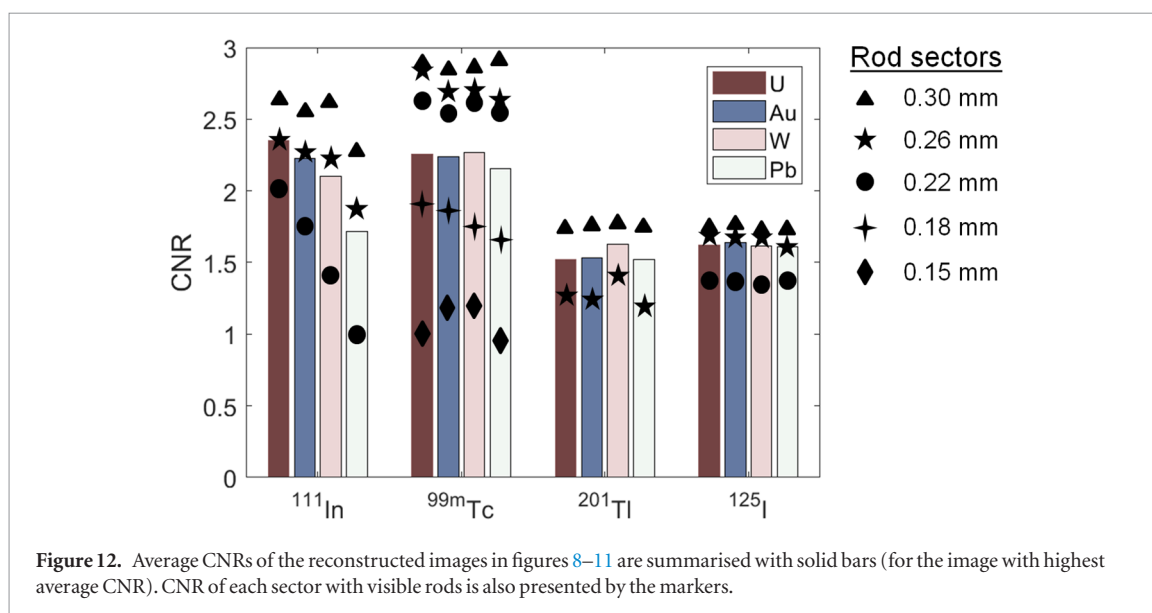 3
2.5
2
1.5
1
0.5
0
CNR
U
Au
W
Pb
Rod sectors
0.30 mm
0.26 mm
0.22 mm
0.18 mm
0.15 mm
¹¹¹In
⁹⁹ᵐTc
²⁰¹Tl
¹²⁵I
Figure 12. Average CNRs of the reconstructed images in figures 8–11 are summarised with solid bars (for the image with highest
average CNR). CNR of each sector with visible rods is also presented by the markers.